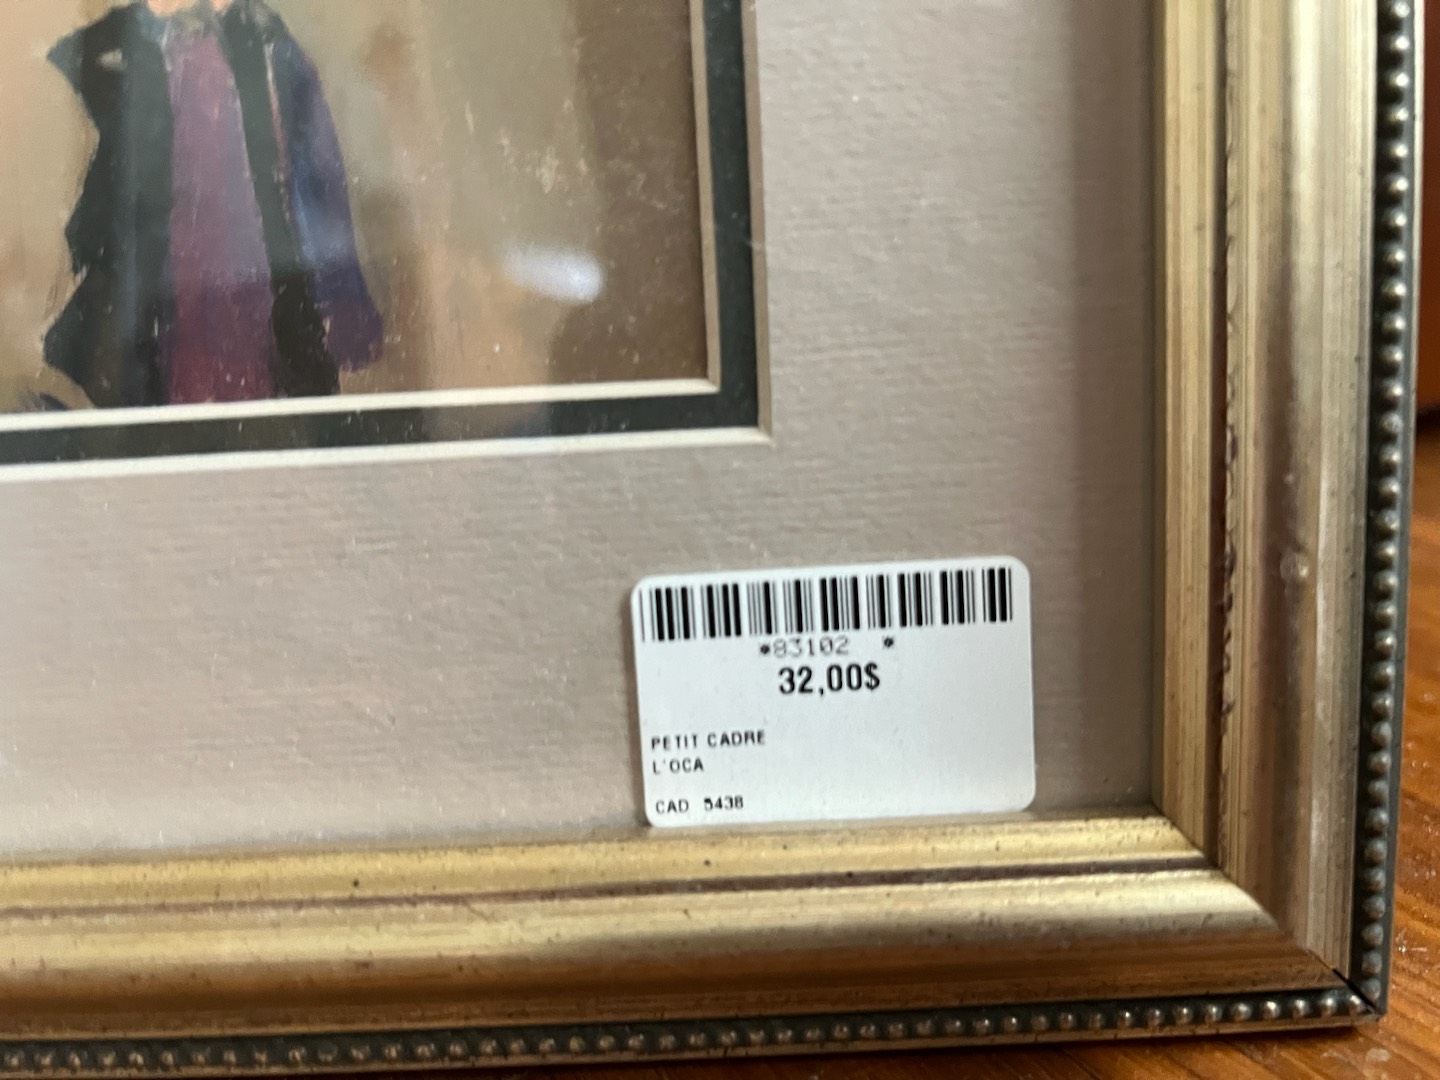 *83102 *
32,00$
PETIT CADRE
L'OCA
CAD 5438